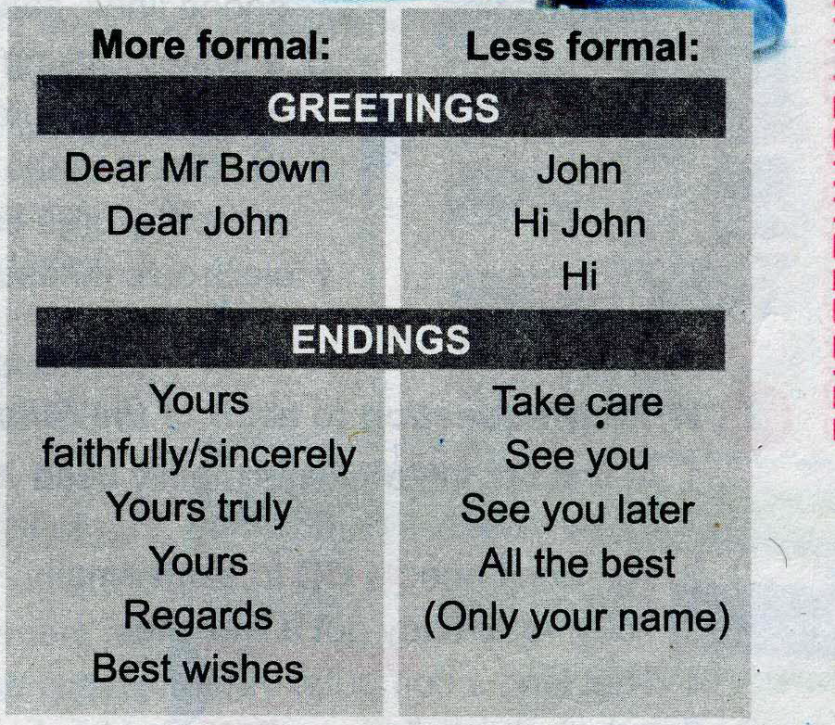 More formal: Less formal:
GREETINGS
Dear Mr Brown John
Dear John Hi John
Hi
ENDINGS
Yours Take care
faithfully/sincerely See you
Yours truly See you later
Yours All the best
Regards (Only your name)
Best wishes